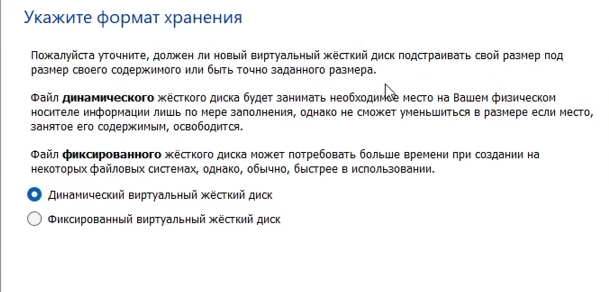 Укажите формат хранения
Пожалуйста уточните, должен ли новый виртуальный жёсткий диск подстраивать свой размер под
размер своего содержимого или быть точно заданного размера.
Файл динамического жёсткого диска будет занимать необходимое место на Вашем физическом
носителе информации лишь по мере заполнения, однако не сможет уменьшиться в размере если место,
занятое его содержимым, освободится.
Файл фиксированного жёсткого диска может потребовать больше времени при создании на
некоторых файловых системах, однако, обычно, быстрее в использовании.
Динамический виртуальный жёсткий диск
Фиксированный виртуальный жёсткий диск